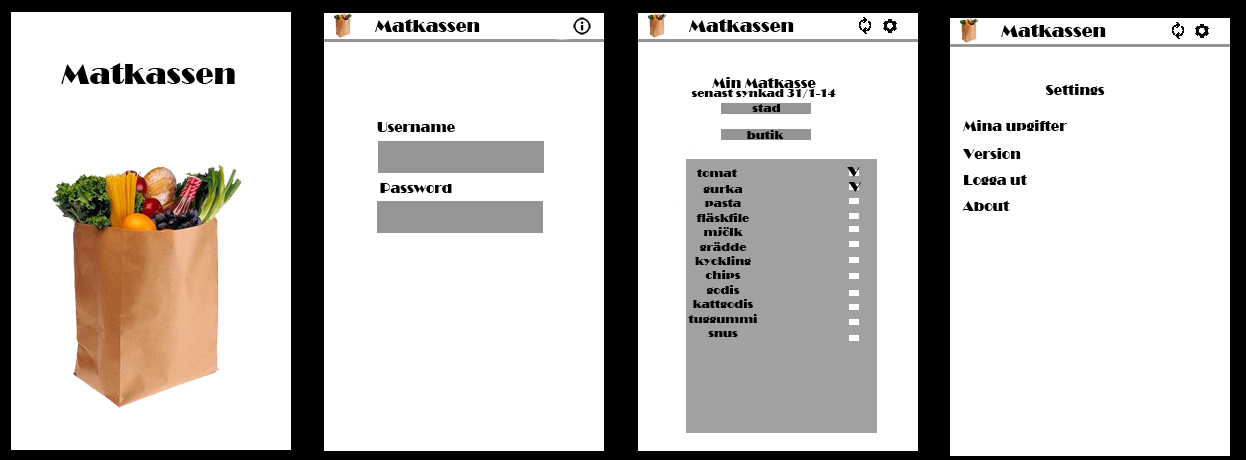 Matkassen
Matkassen
Username
Password
Matkassen
Min Matkasse
senast synkad 31/1-14
stad
butik
tomat V
gurka V
pasta
fläskfile
mjölk
grädde
kyckling
chips
godis
kattgodis
tuggummi
snus
Matkassen
Settings
Mina upgifter
Version
Logga ut
About